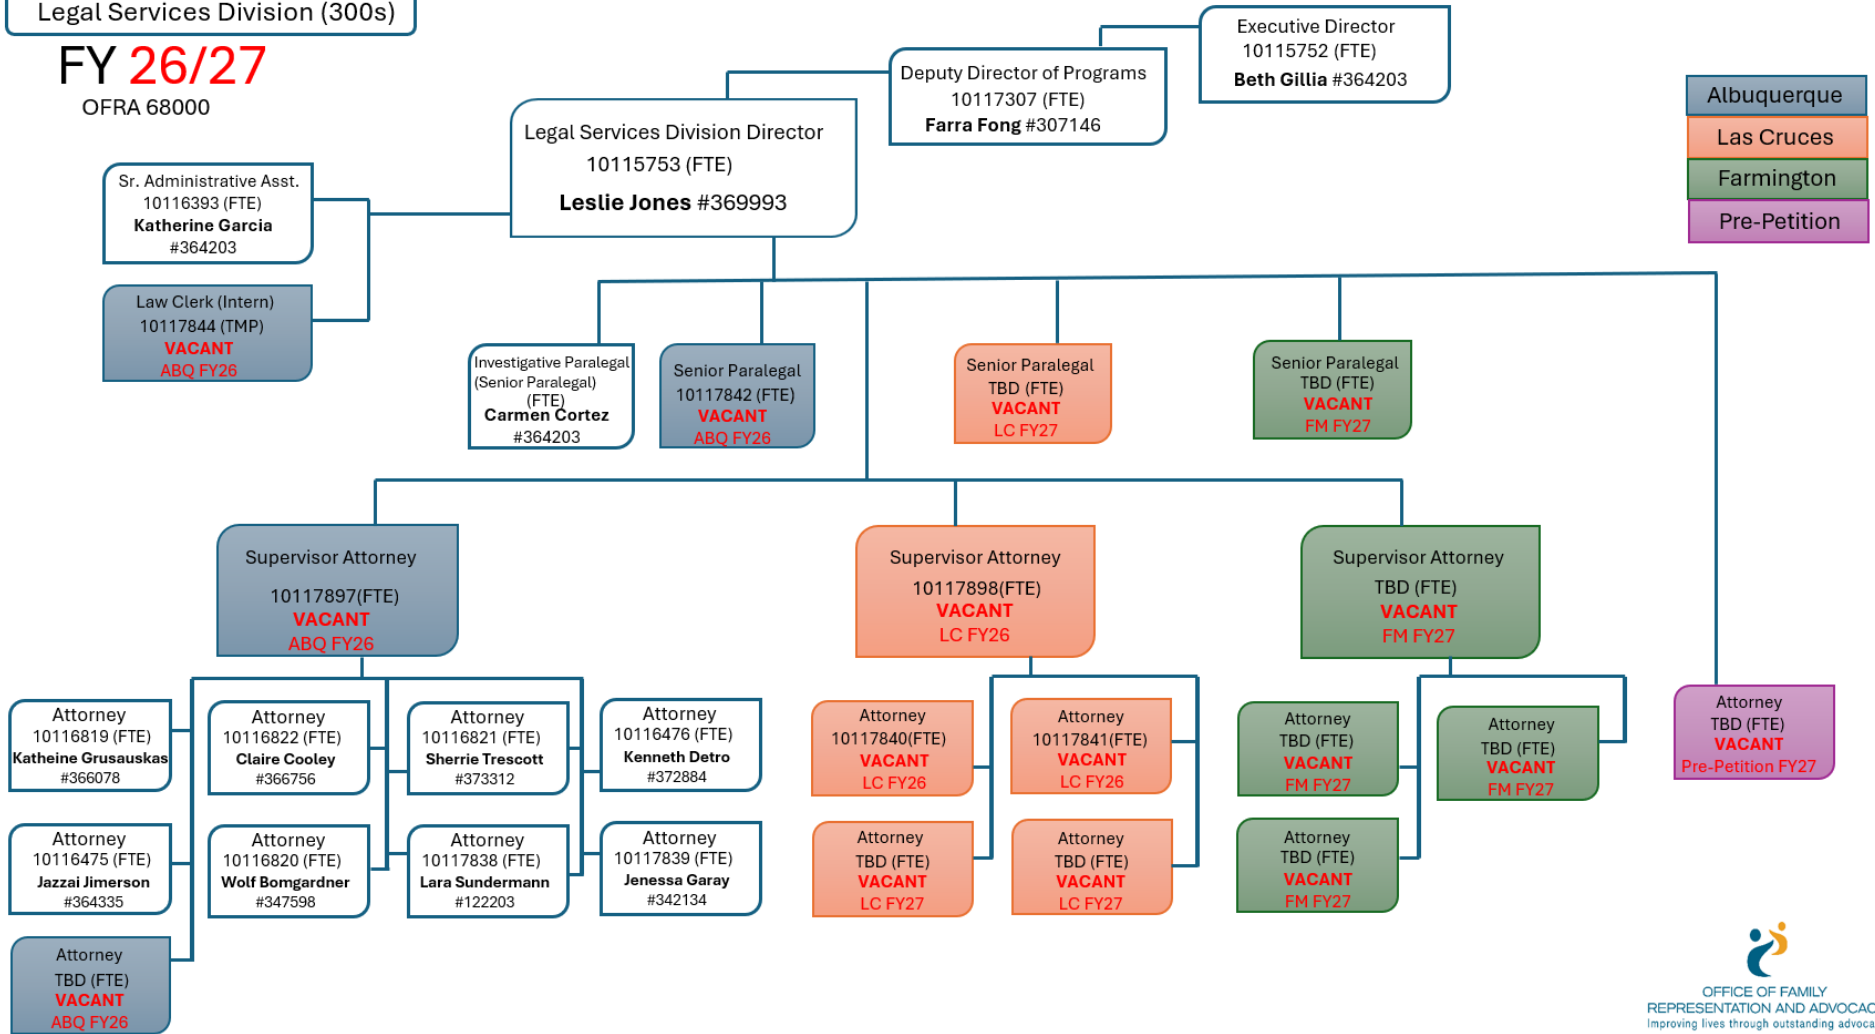 Legal Services Division (300s)
FY 26/27
OFRA 68000
Executive Director
10115752 (FTE)
Beth Gillia #364203
Deputy Director of Programs
10117307 (FTE)
Farra Fong #307146
Legal Services Division Director
10115753 (FTE)
Leslie Jones #369993
Albuquerque
Las Cruces
Farmington
Pre-Petition
Sr. Administrative Asst.
10116393 (FTE)
Katherine Garcia
#364203
Law Clerk (Intern)
10117844 (TMP)
VACANT
ABQ FY26
Investigative Paralegal
(Senior Paralegal)
(FTE)
Carmen Cortez
#364203
Senior Paralegal
10117842 (FTE)
VACANT
ABQ FY26
Senior Paralegal
TBD (FTE)
VACANT
LC FY27
Senior Paralegal
TBD (FTE)
VACANT
FM FY27
Supervisor Attorney
10117897(FTE)
VACANT
ABQ FY26
Supervisor Attorney
10117898(FTE)
VACANT
LC FY26
Supervisor Attorney
TBD (FTE)
VACANT
FM FY27
Attorney
10116819 (FTE)
Katheine Grusauskas
#366078
Attorney
10116822 (FTE)
Claire Cooley
#366756
Attorney
10116821 (FTE)
Sherrie Trescott
#373312
Attorney
10116476 (FTE)
Kenneth Detro
#372884
Attorney
10117840(FTE)
VACANT
LC FY26
Attorney
10117841(FTE)
VACANT
LC FY26
Attorney
TBD (FTE)
VACANT
FM FY27
Attorney
TBD (FTE)
VACANT
FM FY27
Attorney
TBD (FTE)
VACANT
Pre-Petition FY27
Attorney
10116475 (FTE)
Jazzai Jimerson
#364335
Attorney
10116820 (FTE)
Wolf Bomgardner
#347598
Attorney
10117838 (FTE)
Lara Sundermann
#122203
Attorney
10117839 (FTE)
Jenessa Garay
#342134
Attorney
TBD (FTE)
VACANT
LC FY27
Attorney
TBD (FTE)
VACANT
LC FY27
Attorney
TBD (FTE)
VACANT
FM FY27
Attorney
TBD (FTE)
VACANT
ABQ FY26
OFFICE OF FAMILY
REPRESENTATION AND ADVOCAC
Improving lives through outstanding advoca